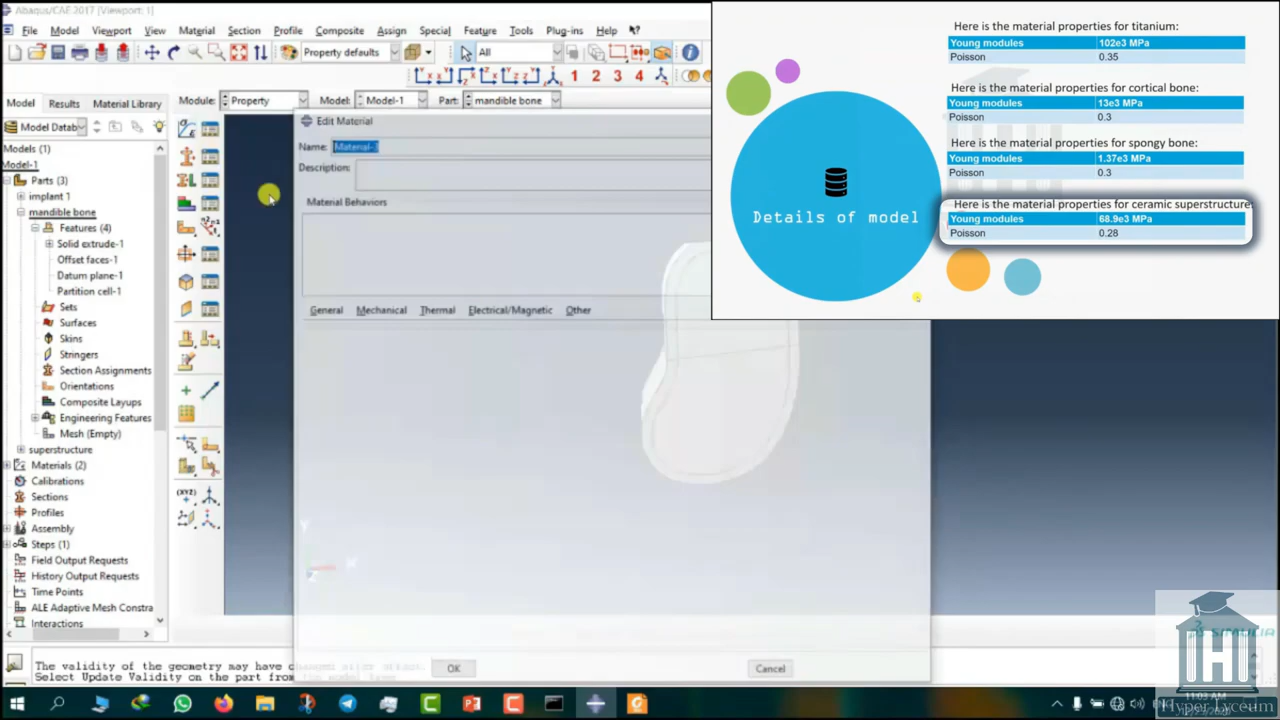 Abaqus/CAE 2017 [Viewport: 1]
File Model Viewport View Material Section Profile Composite Assign Special Feature Tools Plug-ins Help
Property defaults All
1 2 3 4
Model Results Material Library Module: Property Model: Model-1 Part: mandible bone
Model Datab
Models (1)
Model-1
Parts (3)
implant 1
mandible bone
Features (4)
Solid extrude-1
Offset faces-1
Datum plane-1
Partition cell-1
Sets
Surfaces
Skins
Stringers
Section Assignments
Orientations
Composite Layups
Engineering Features
Mesh (Empty)
superstructure
Materials (2)
Calibrations
Sections
Profiles
Assembly
Steps (1)
Field Output Requests
History Output Requests
Time Points
ALE Adaptive Mesh Constra
Interactions
Edit Material
Name: Material-3
Description:
Material Behaviors
General Mechanical Thermal Electrical/Magnetic Other
OK Cancel
Here is the material properties for titanium:
Young modules 102e3 MPa
Poisson 0.35
Here is the material properties for cortical bone:
Young modules 13e3 MPa
Poisson 0.3
Here is the material properties for spongy bone:
Young modules 1.37e3 MPa
Poisson 0.3
Here is the material properties for ceramic superstructure:
Young modules 68.9e3 MPa
Poisson 0.28
Details of model
The validity of the geometry may have
Select Update Validity on the part from
SIMULIA
11:03 AM
Hyper Lyceum